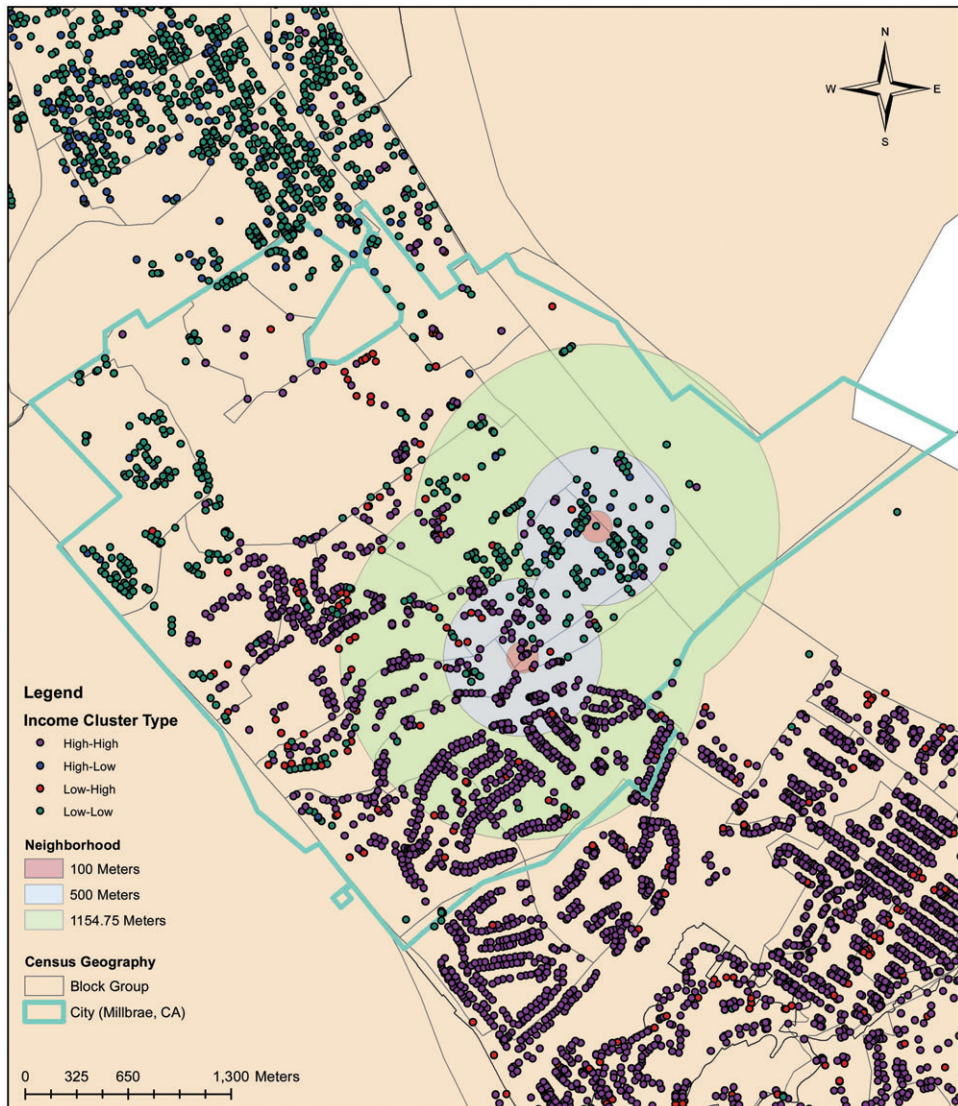 N
W E
S
Legend
Income Cluster Type
High-High
High-Low
Low-High
Low-Low
Neighborhood
100 Meters
500 Meters
1154.75 Meters
Census Geography
Block Group
City (Millbrae, CA)
0 325 650 1,300 Meters